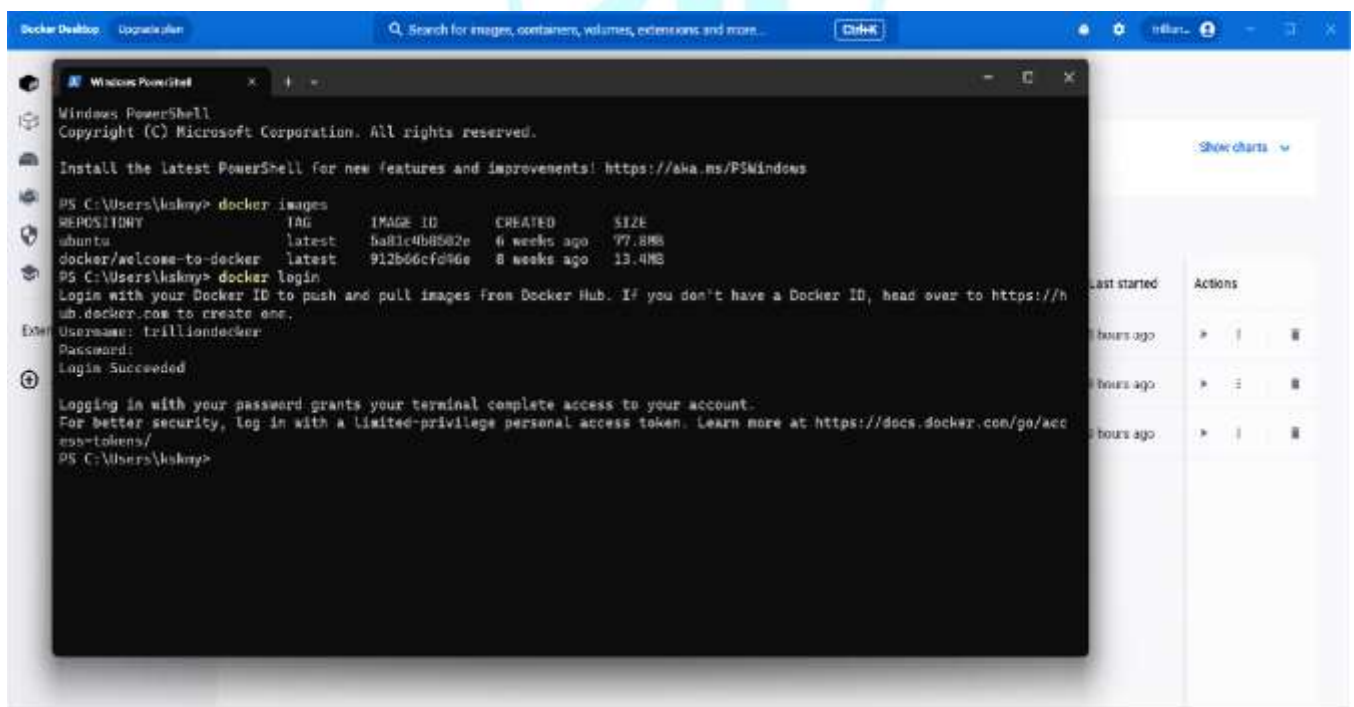 Docker Desktop Upgrade plan Search for images, containers, volumes, extensions and more... Ctrl+K
Windows PowerShell
Windows PowerShell
Copyright (C) Microsoft Corporation. All rights reserved.
Install the latest PowerShell for new features and improvements! https://aka.ms/PSWindows
PS C:\Users\kskmy> docker images
REPOSITORY TAG IMAGE ID CREATED SIZE
ubuntu latest 6 weeks ago 77.8MB
docker/welcome-to-docker latest 912b66cfd46e 8 weeks ago 13.4MB
PS C:\Users\kskmy> docker login
Login with your Docker ID to push and pull images from Docker Hub. If you don't have a Docker ID, head over to https://h
ub.docker.com to create one.
Username: trilliondocker
Password:
Login Succeeded
Logging in with your password grants your terminal complete access to your account.
For better security, log in with a limited-privilege personal access token. Learn more at https://docs.docker.com/go/acc
ess-tokens/
PS C:\Users\kskmy>
Show charts
Last started Actions
hours ago
hours ago
hours ago
Exten